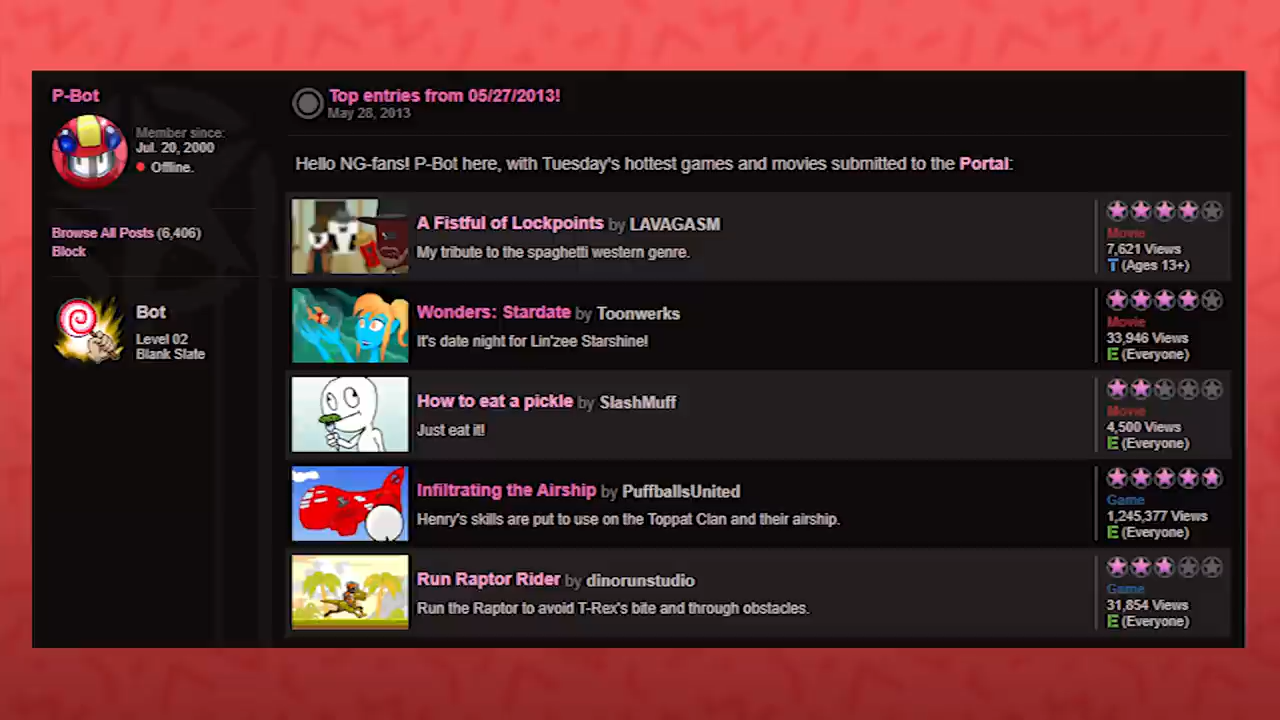 P-Bot
Member since:
Jul. 20, 2000
Offline.
Browse All Posts (6,406)
Block
Bot
Level 02
Blank Slate
Top entries from 05/27/2013!
May 28, 2013
Hello NG-fans! P-Bot here, with Tuesday's hottest games and movies submitted to the Portal:
A Fistful of Lockpoints by LAVAGASM
My tribute to the spaghetti western genre.
Movie
7,621 Views
T (Ages 13+)
Wonders: Stardate by Toonwerks
It's date night for Lin'zee Starshine!
Movie
33,946 Views
E (Everyone)
How to eat a pickle by SlashMuff
Just eat it!
Movie
4,500 Views
E (Everyone)
Infiltrating the Airship by PuffballsUnited
Henry's skills are put to use on the Toppat Clan and their airship.
Game
1,245,377 Views
E (Everyone)
Run Raptor Rider by dinorunstudio
Run the Raptor to avoid T-Rex's bite and through obstacles.
Game
31,854 Views
E (Everyone)